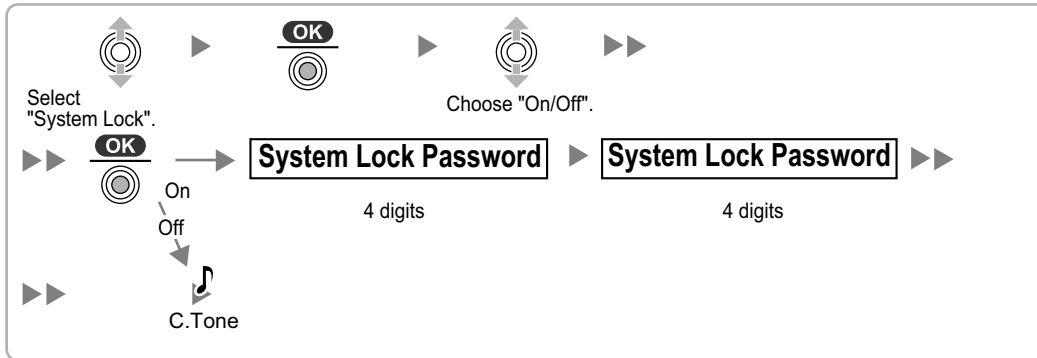 OK
Select
"System Lock".
Choose "On/Off".
OK
System Lock Password
System Lock Password
On
4 digits
4 digits
Off
C.Tone